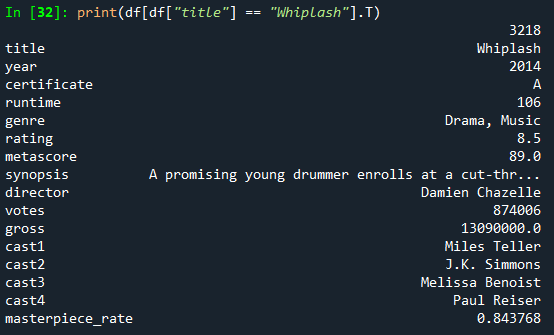 In [32]: print(df[df["title"] == "Whiplash"].T)
3218
title Whiplash
year 2014
certificate A
runtime 106
genre Drama, Music
rating 8.5
metascore 89.0
synopsis A promising young drummer enrolls at a cut-thr...
director Damien Chazelle
votes 874006
gross 13090000.0
cast1 Miles Teller
cast2 J.K. Simmons
cast3 Melissa Benoist
cast4 Paul Reiser
masterpiece_rate 0.843768